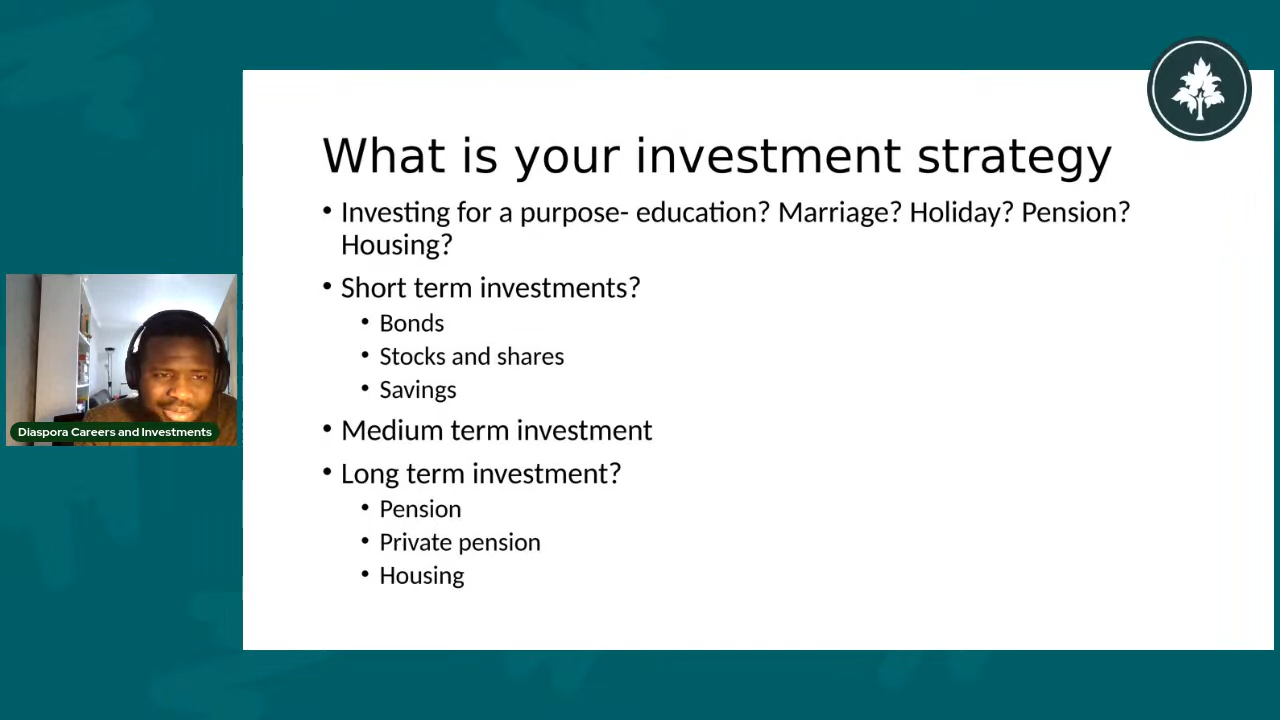 What is your investment strategy
• Investing for a purpose- education? Marriage? Holiday? Pension?
Housing?
• Short term investments?
• Bonds
• Stocks and shares
• Savings
• Medium term investment
• Long term investment?
• Pension
• Private pension
• Housing
Diaspora Careers and Investments